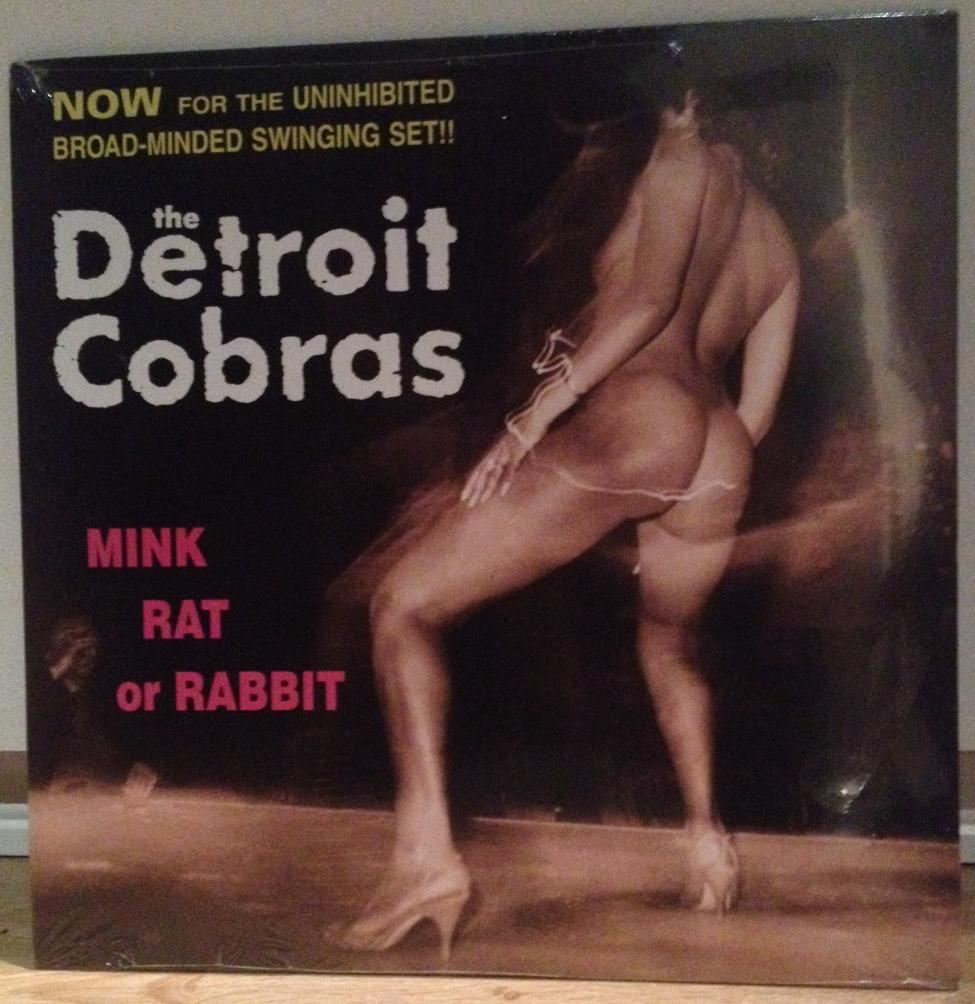 NOW FOR THE UNINHIBITED
BROAD-MINDED SWINGING SET!!
the
Detroit
Cobras
MINK
RAT
or RABBIT